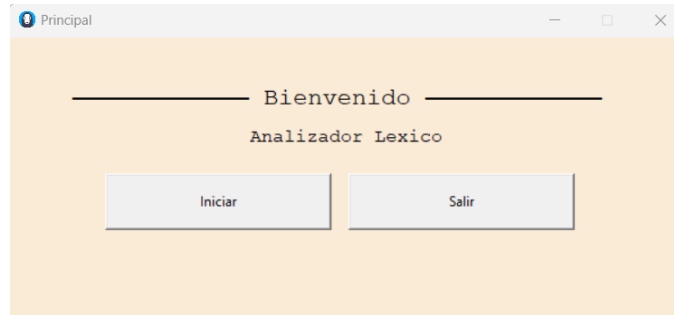 Principal
Bienvenido
Analizador Lexico
Iniciar Salir